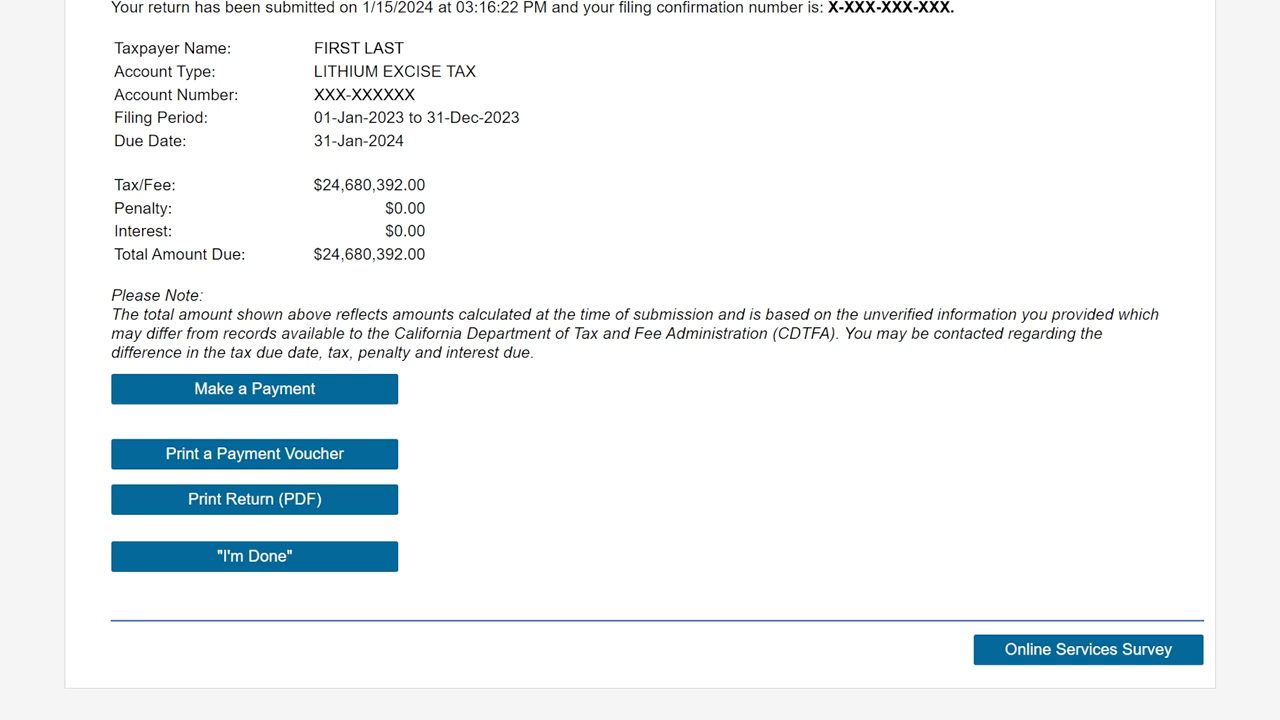 Your return has been submitted on 1/15/2024 at 03:16:22 PM and your filing confirmation number is: X-XXX-XXX-XXX.
Taxpayer Name: FIRST LAST
Account Type: LITHIUM EXCISE TAX
Account Number: XXX-XXXXXX
Filing Period: 01-Jan-2023 to 31-Dec-2023
Due Date: 31-Jan-2024
Tax/Fee: $24,680,392.00
Penalty: $0.00
Interest: $0.00
Total Amount Due: $24,680,392.00
Please Note:
The total amount shown above reflects amounts calculated at the time of submission and is based on the unverified information you provided which
may differ from records available to the California Department of Tax and Fee Administration (CDTFA). You may be contacted regarding the
difference in the tax due date, tax, penalty and interest due.
Make a Payment
Print a Payment Voucher
Print Return (PDF)
"I'm Done"
Online Services Survey